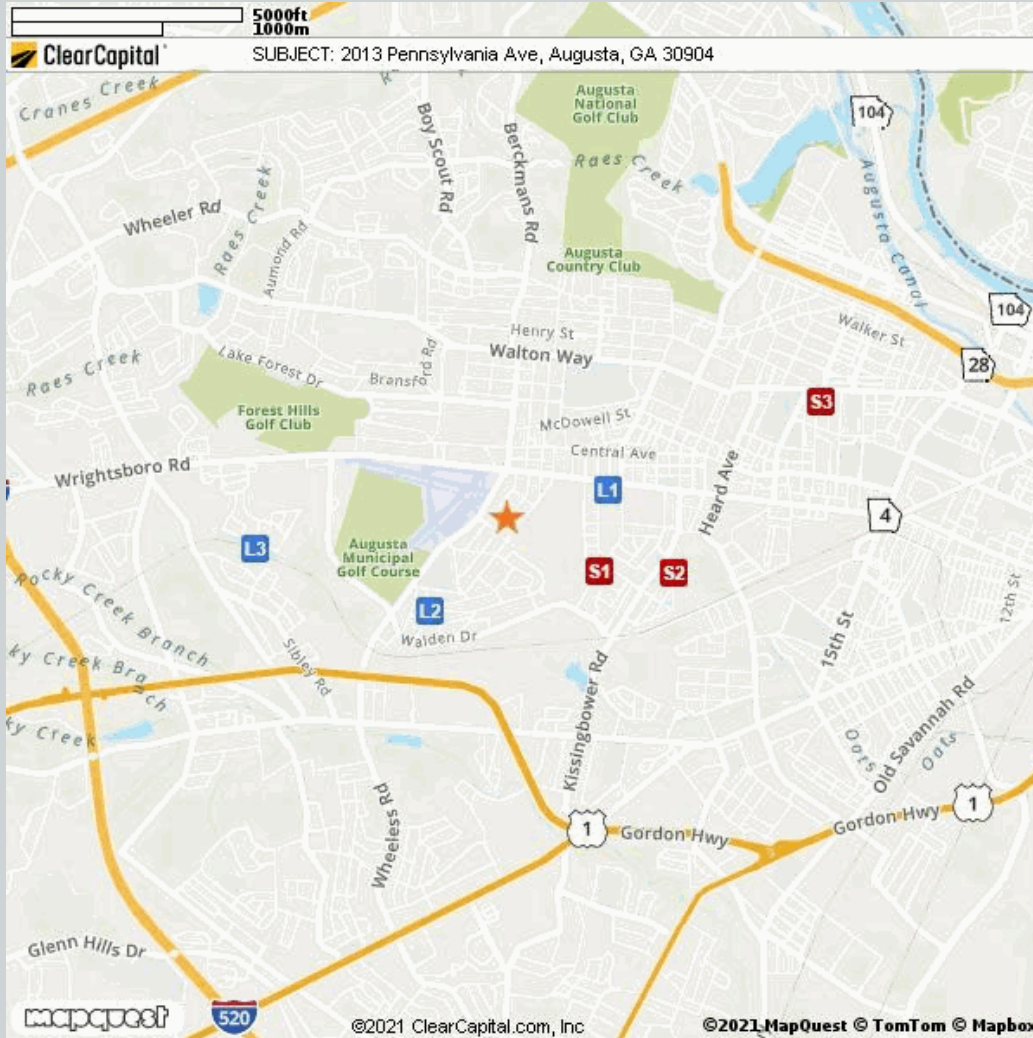 5000ft
1000m
ClearCapital
SUBJECT: 2013 Pennsylvania Ave, Augusta, GA 30904
Cranes Creek
Boy Scout Rd
Berckmans Rd
Augusta
National
Golf Club
104
Raes Creek
Augusta Canal
Wheeler Rd
Raes Creek
Aumond Rd
Augusta
Country Club
104
Henry St
Walker St
Walton Way
Raes Creek
Lake Forest Dr
Bransford Rd
28
S3
Forest Hills
Golf Club
McDowell St
Central Ave
Wrightsboro Rd
Heard Ave
L1
4
L3
Augusta
Municipal
Golf Course
S1
S2
Rocky Creek Branch
L2
12th St
Walden Dr
15th St
ky Creek Branch
Sibley Rd
Kissingbower Rd
Old Savannah Rd
ky Creek
Oats
Oats
Wheeless Rd
1
Gordon Hwy
Gordon Hwy
1
Glenn Hills Dr
520
mapquest
©2021 ClearCapital.com, Inc
©2021 MapQuest © TomTom © Mapbox